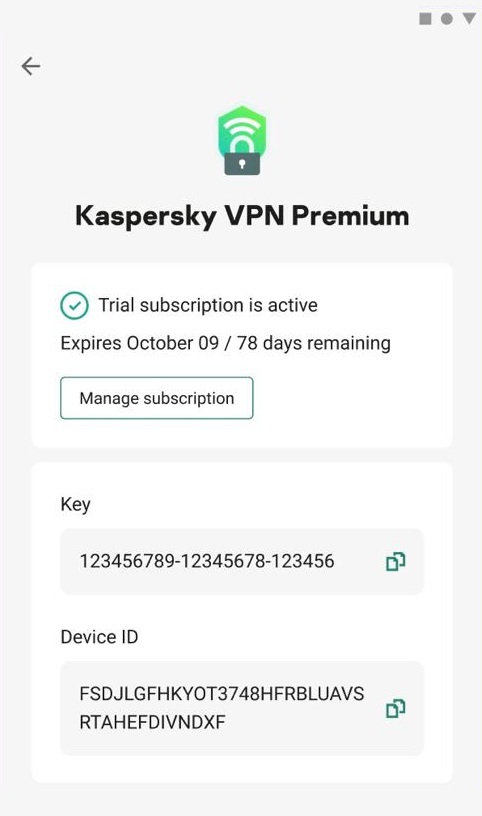 Kaspersky VPN Premium
Trial subscription is active
Expires October 09 / 78 days remaining
Manage subscription
Key
123456789-12345678-123456
Device ID
FSDJLGFHKYOT3748HFRBLUAVS
RTAHEFDIVNDXF